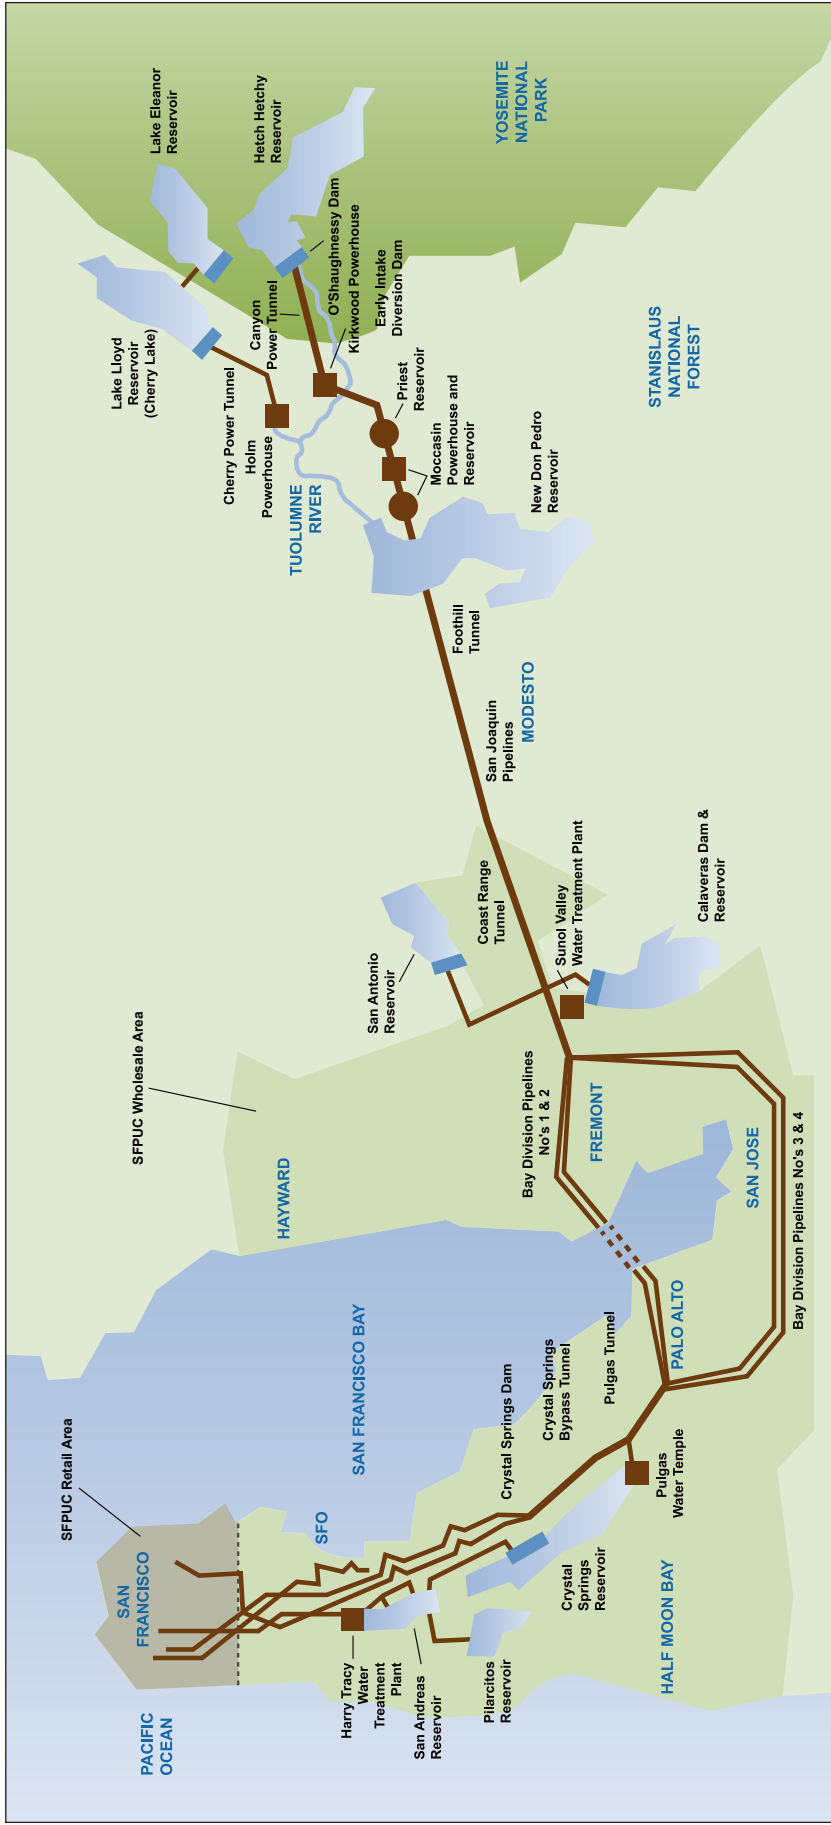 Lake Eleanor
Reservoir
Hetch Hetchy
Reservoir
YOSEMITE
NATIONAL
PARK
Lake Lloyd
Reservoir
(Cherry Lake)
Canyon
Power Tunnel
O'Shaughnessy Dam
Kirkwood Powerhouse
Early Intake
Diversion Dam
STANISLAUS
NATIONAL
FOREST
Cherry Power Tunnel
Holm
Powerhouse
Priest
Reservoir
Moccasin
Powerhouse and
Reservoir
New Don Pedro
Reservoir
TUOLUMNE
RIVER
Foothill
Tunnel
MODESTO
San Joaquin
Pipelines
Coast Range
Tunnel
Sunol Valley
Water Treatment Plant
Calaveras Dam &
Reservoir
San Antonio
Reservoir
SFPUC Wholesale Area
Bay Division Pipelines
No's 1 & 2
FREMONT
HAYWARD
SAN JOSE
Bay Division Pipelines No's 3 & 4
PALO ALTO
SAN FRANCISCO BAY
Pulgas Tunnel
Crystal Springs
Bypass Tunnel
Crystal Springs Dam
Pulgas
Water Temple
SFPUC Retail Area
SFO
SAN
FRANCISCO
Crystal
Springs
Reservoir
HALF MOON BAY
Harry Tracy
Water
Treatment
Plant
San Andreas
Reservoir
Pilarcitos
Reservoir
PACIFIC
OCEAN